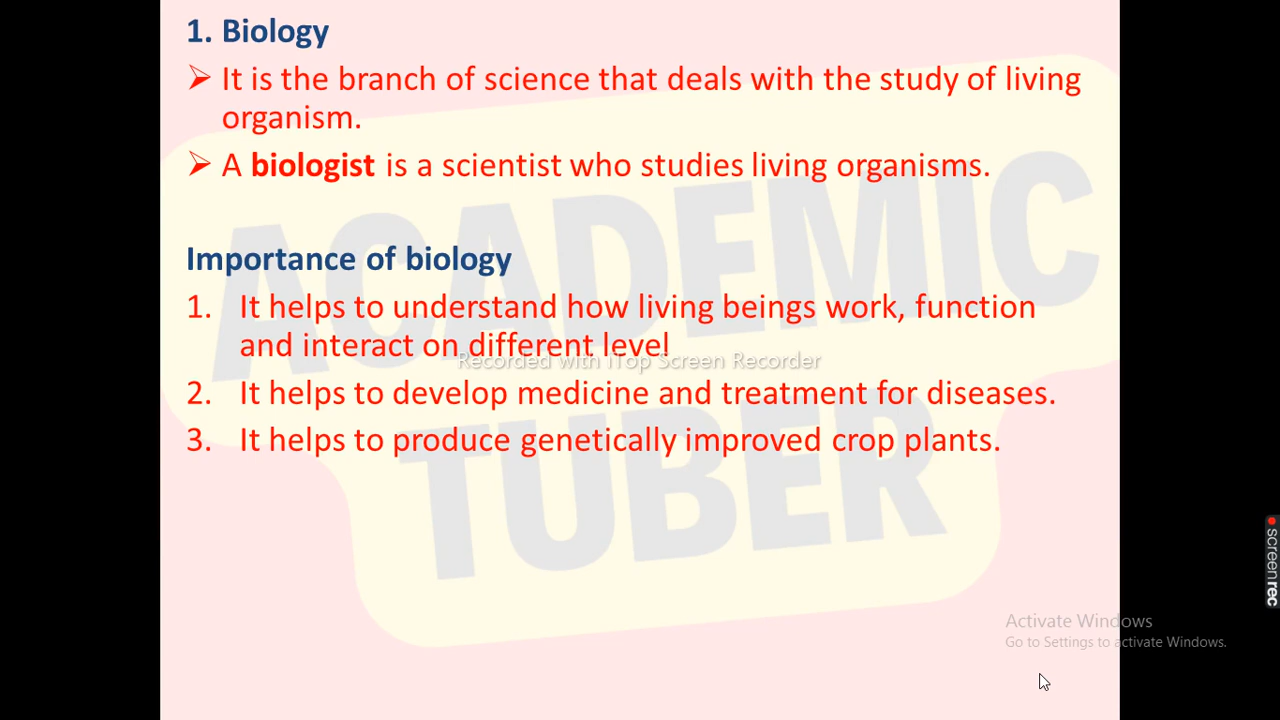 1. Biology
➢ It is the branch of science that deals with the study of living
organism.
➢ A biologist is a scientist who studies living organisms.
ACADEMIC
Importance of biology
1. It helps to understand how living beings work, function
and interact on different level
Recorded with iTop Screen Recorder
2. It helps to develop medicine and treatment for diseases.
3. It helps to produce genetically improved crop plants.
TUBER
screenrec
Activate Windows
Go to Settings to activate Windows.